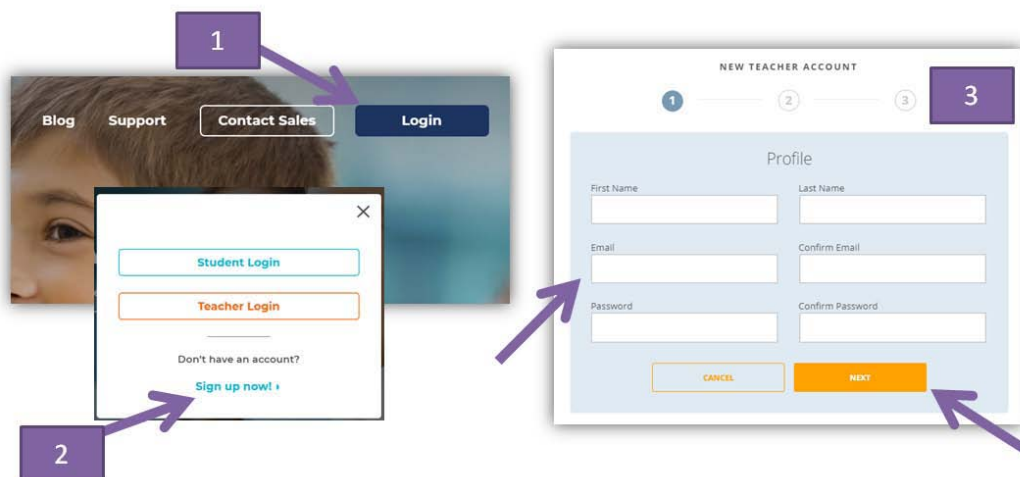 1
Blog Support Contact Sales Login
Student Login
Teacher Login
Don't have an account?
Sign up now! ›
2
NEW TEACHER ACCOUNT
1 2 3
3
Profile
First Name Last Name
Email Confirm Email
Password Confirm Password
CANCEL NEXT